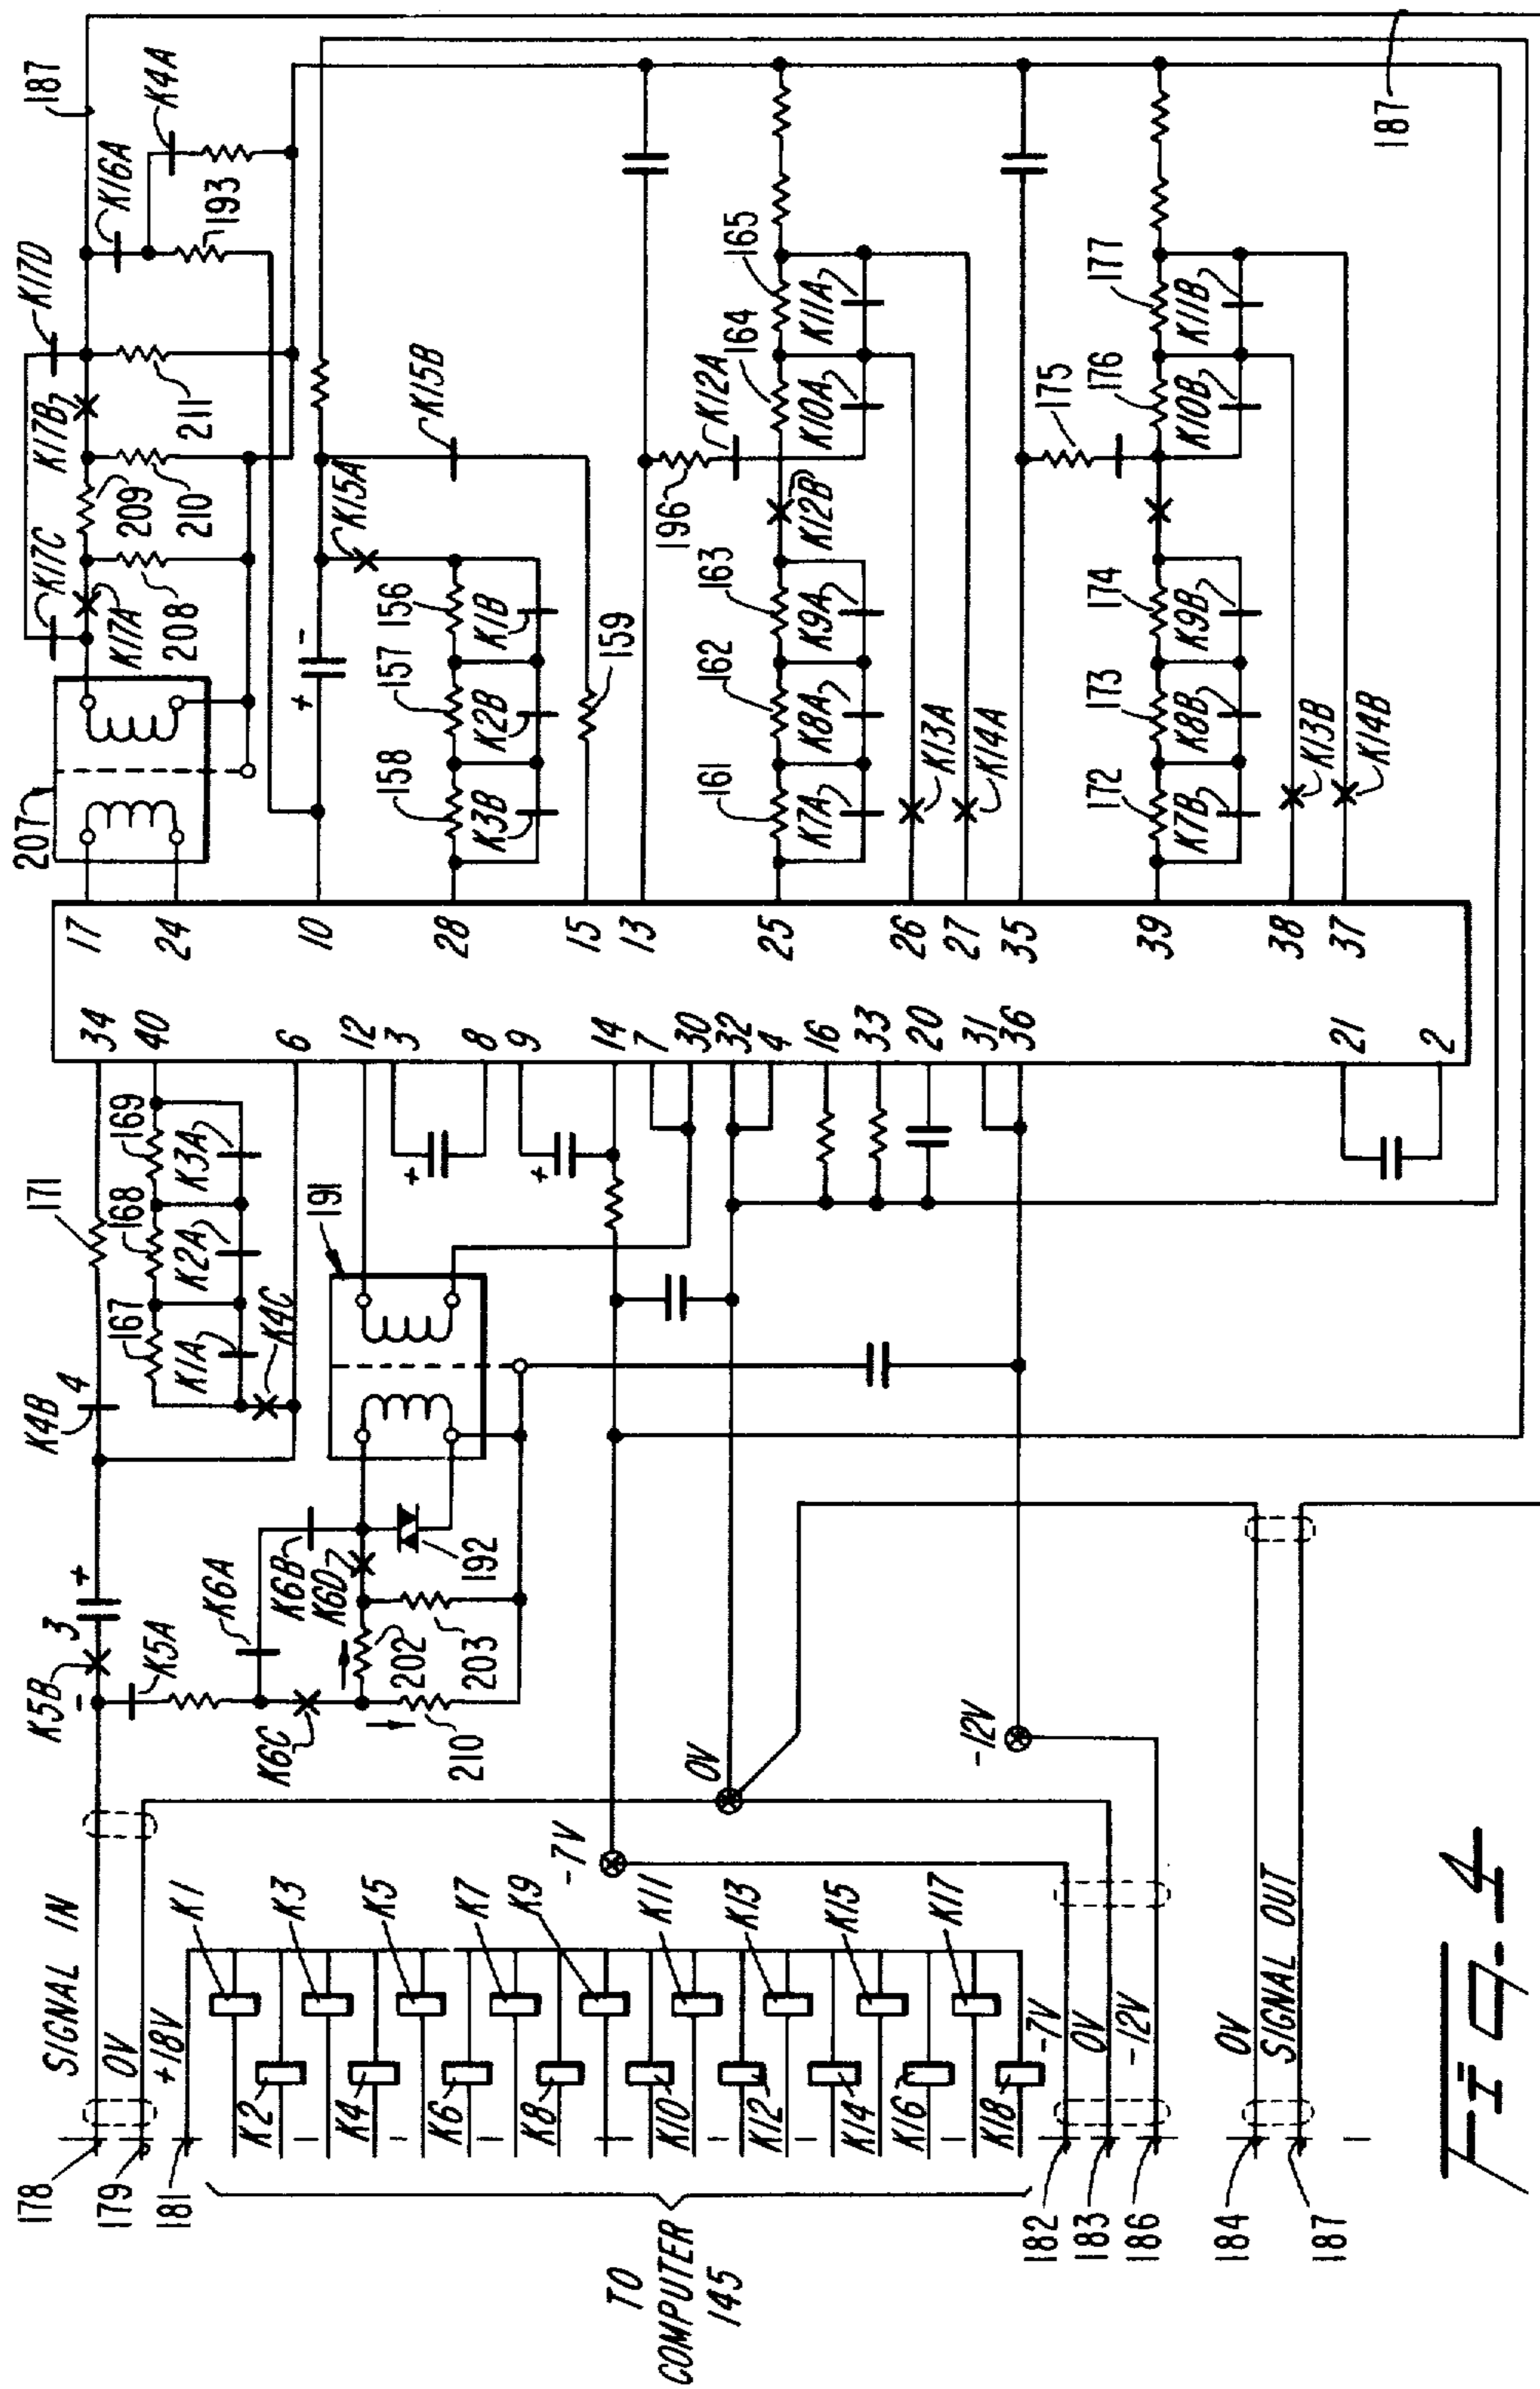 SIGNAL IN
178
179
0V
+18V
181
K1
K2
K3
K4
K5
K6
K7
K8
K9
K10
K11
K12
K13
K14
K15
K16
K17
K18
TO
COMPUTER
145
-7V
0V
-12V
182
183
186
0V
SIGNAL OUT
184
187
-7V
0V
-12V
K5B
3
-
+
K5A
K6A
K6B
K6C
K6D
192
202
203
210
K4B
4
171
167
168
169
K1A
K2A
K3A
K4C
191
+
+
34
40
6
12
3
8
9
14
7
30
32
4
16
33
20
31
36
21
2
17
24
10
28
15
13
25
26
27
35
39
38
37
207
K17C
K17A
208
209
210
K17B
211
K17D
187
K16A
K4A
193
+
-
K15A
K15B
158
157
156
K3B
K2B
K1B
159
196
K12A
K12B
161
162
163
164
165
K7A
K8A
K9A
K10A
K11A
K13A
K14A
175
172
173
174
176
177
K7B
K8B
K9B
K10B
K11B
K13B
K14B
187
Fig-4